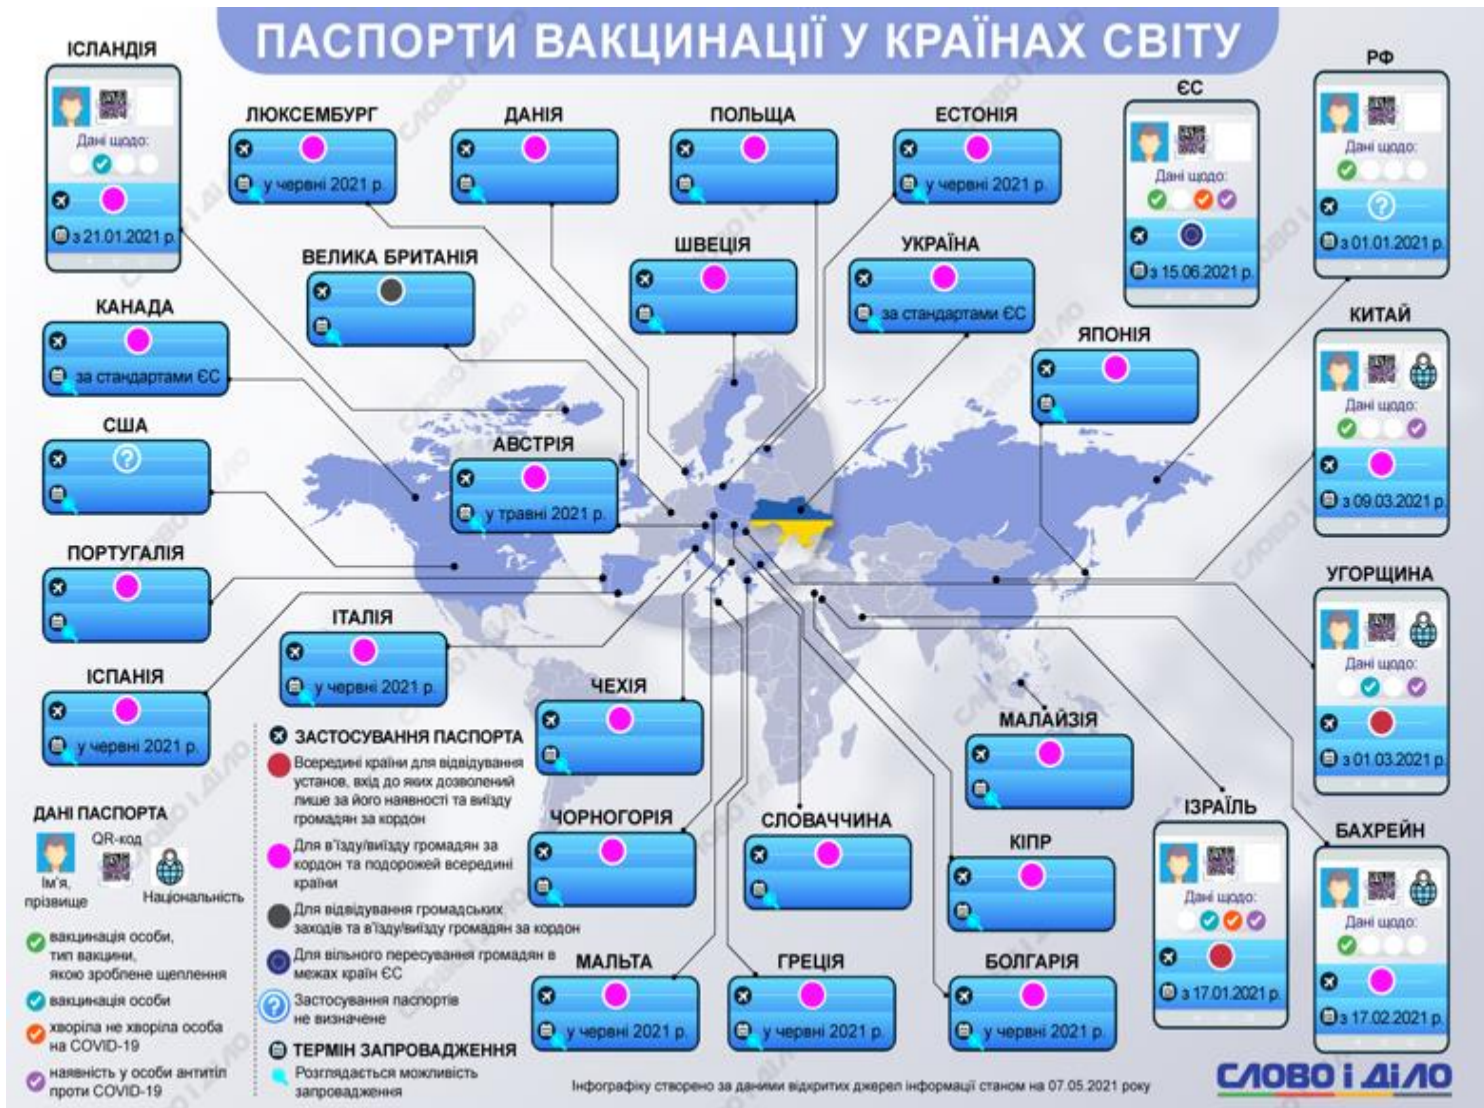 ПАСПОРТИ ВАКЦИНАЦІЇ У КРАЇНАХ СВІТУ
ІСЛАНДІЯ
Дані щодо:
з 21.01.2021 р.
ЛЮКСЕМБУРГ
у червні 2021 р.
ДАНІЯ
ПОЛЬЩА
ЕСТОНІЯ
у червні 2021 р.
ЄС
Дані щодо:
з 15.06.2021 р.
РФ
Дані щодо:
з 01.01.2021 р.
ВЕЛИКА БРИТАНІЯ
ШВЕЦІЯ
УКРАЇНА
за стандартами ЄС
КАНАДА
за стандартами ЄС
ЯПОНІЯ
КИТАЙ
Дані щодо:
з 09.03.2021 р.
США
АВСТРІЯ
у травні 2021 р.
ПОРТУГАЛІЯ
УГОРЩИНА
Дані щодо:
з 01.03.2021 р.
ІТАЛІЯ
у червні 2021 р.
ІСПАНІЯ
у червні 2021 р.
ЧЕХІЯ
МАЛАЙЗІЯ
ЧОРНОГОРІЯ
СЛОВАЧЧИНА
КІПР
ІЗРАЇЛЬ
Дані щодо:
з 17.01.2021 р.
БАХРЕЙН
Дані щодо:
з 17.02.2021 р.
МАЛЬТА
у червні 2021 р.
ГРЕЦІЯ
у червні 2021 р.
БОЛГАРІЯ
у червні 2021 р.
ДАНІ ПАСПОРТА
QR-код
Ім'я,
прізвище
Національність
вакцинація особи,
тип вакцини,
якою зроблене щеплення
вакцинація особи
хворіла не хворіла особа
на COVID-19
наявність у особи антитіл
проти COVID-19
ЗАСТОСУВАННЯ ПАСПОРТА
Всередині країни для відвідування
установ, вхід до яких дозволений
лише за його наявності та виїзду
громадян за кордон
Для в'їзду/виїзду громадян за
кордон та подорожей всередині
країни
Для відвідування громадських
заходів та в'їзду/виїзду громадян за кордон
Для вільного пересування громадян в
межах країн ЄС
?
Застосування паспортів
не визначене
ТЕРМІН ЗАПРОВАДЖЕННЯ
Розглядається можливість
запровадження
Інфографіку створено за даними відкритих джерел інформації станом на 07.05.2021 року
СЛОВО і ДІЛО